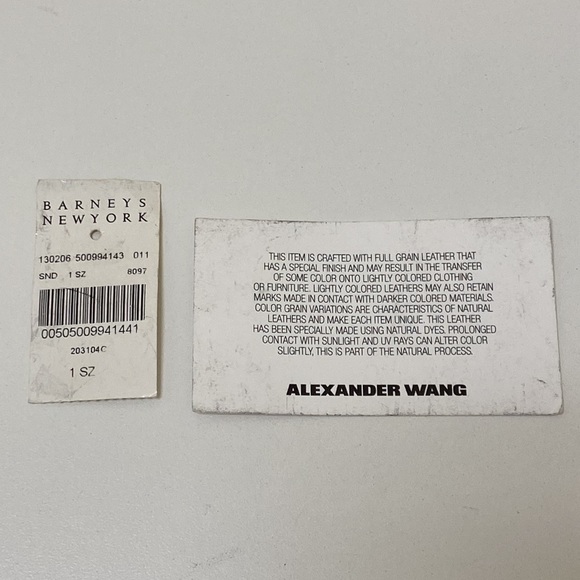 BARNEYS
NEWYORK
130206 500994143 011
SND 1 SZ 8097
00505009941441
203104C
1 SZ
THIS ITEM IS CRAFTED WITH FULL GRAIN LEATHER THAT
HAS A SPECIAL FINISH AND MAY RESULT IN THE TRANSFER
OF SOME COLOR ONTO LIGHTLY COLORED CLOTHING
OR FURNITURE. LIGHTLY COLORED LEATHERS MAY ALSO RETAIN
MARKS MADE IN CONTACT WITH DARKER COLORED MATERIALS.
COLOR GRAIN VARIATIONS ARE CHARACTERISTICS OF NATURAL
LEATHERS AND MAKE EACH ITEM UNIQUE. THIS LEATHER
HAS BEEN SPECIALLY MADE USING NATURAL DYES. PROLONGED
CONTACT WITH SUNLIGHT AND UV RAYS CAN ALTER COLOR
SLIGHTLY, THIS IS PART OF THE NATURAL PROCESS.
ALEXANDER WANG